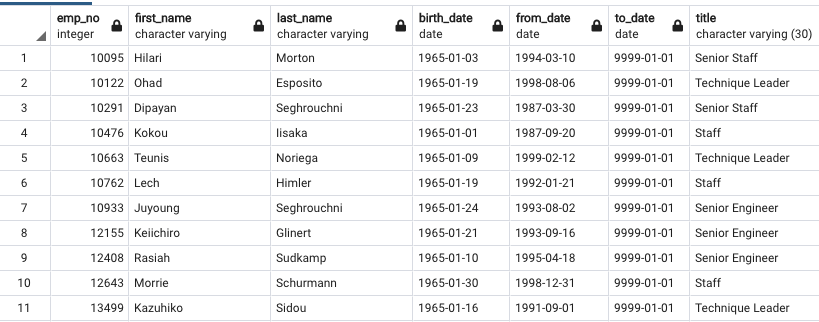 emp_no first_name last_name birth_date from_date to_date title
integer character varying character varying date date date character varying (30)
1 10095 Hilari Morton 1965-01-03 1994-03-10 9999-01-01 Senior Staff
2 10122 Ohad Esposito 1965-01-19 1998-08-06 9999-01-01 Technique Leader
3 10291 Dipayan Seghrouchni 1965-01-23 1987-03-30 9999-01-01 Senior Staff
4 10476 Kokou Iisaka 1965-01-01 1987-09-20 9999-01-01 Staff
5 10663 Teunis Noriega 1965-01-09 1999-02-12 9999-01-01 Technique Leader
6 10762 Lech Himler 1965-01-19 1992-01-21 9999-01-01 Staff
7 10933 Juyoung Seghrouchni 1965-01-24 1993-08-02 9999-01-01 Senior Engineer
8 12155 Keiichiro Glinert 1965-01-21 1993-09-16 9999-01-01 Senior Engineer
9 12408 Rasiah Sudkamp 1965-01-10 1995-04-18 9999-01-01 Senior Engineer
10 12643 Morrie Schurmann 1965-01-30 1998-12-31 9999-01-01 Staff
11 13499 Kazuhiko Sidou 1965-01-16 1991-09-01 9999-01-01 Technique Leader